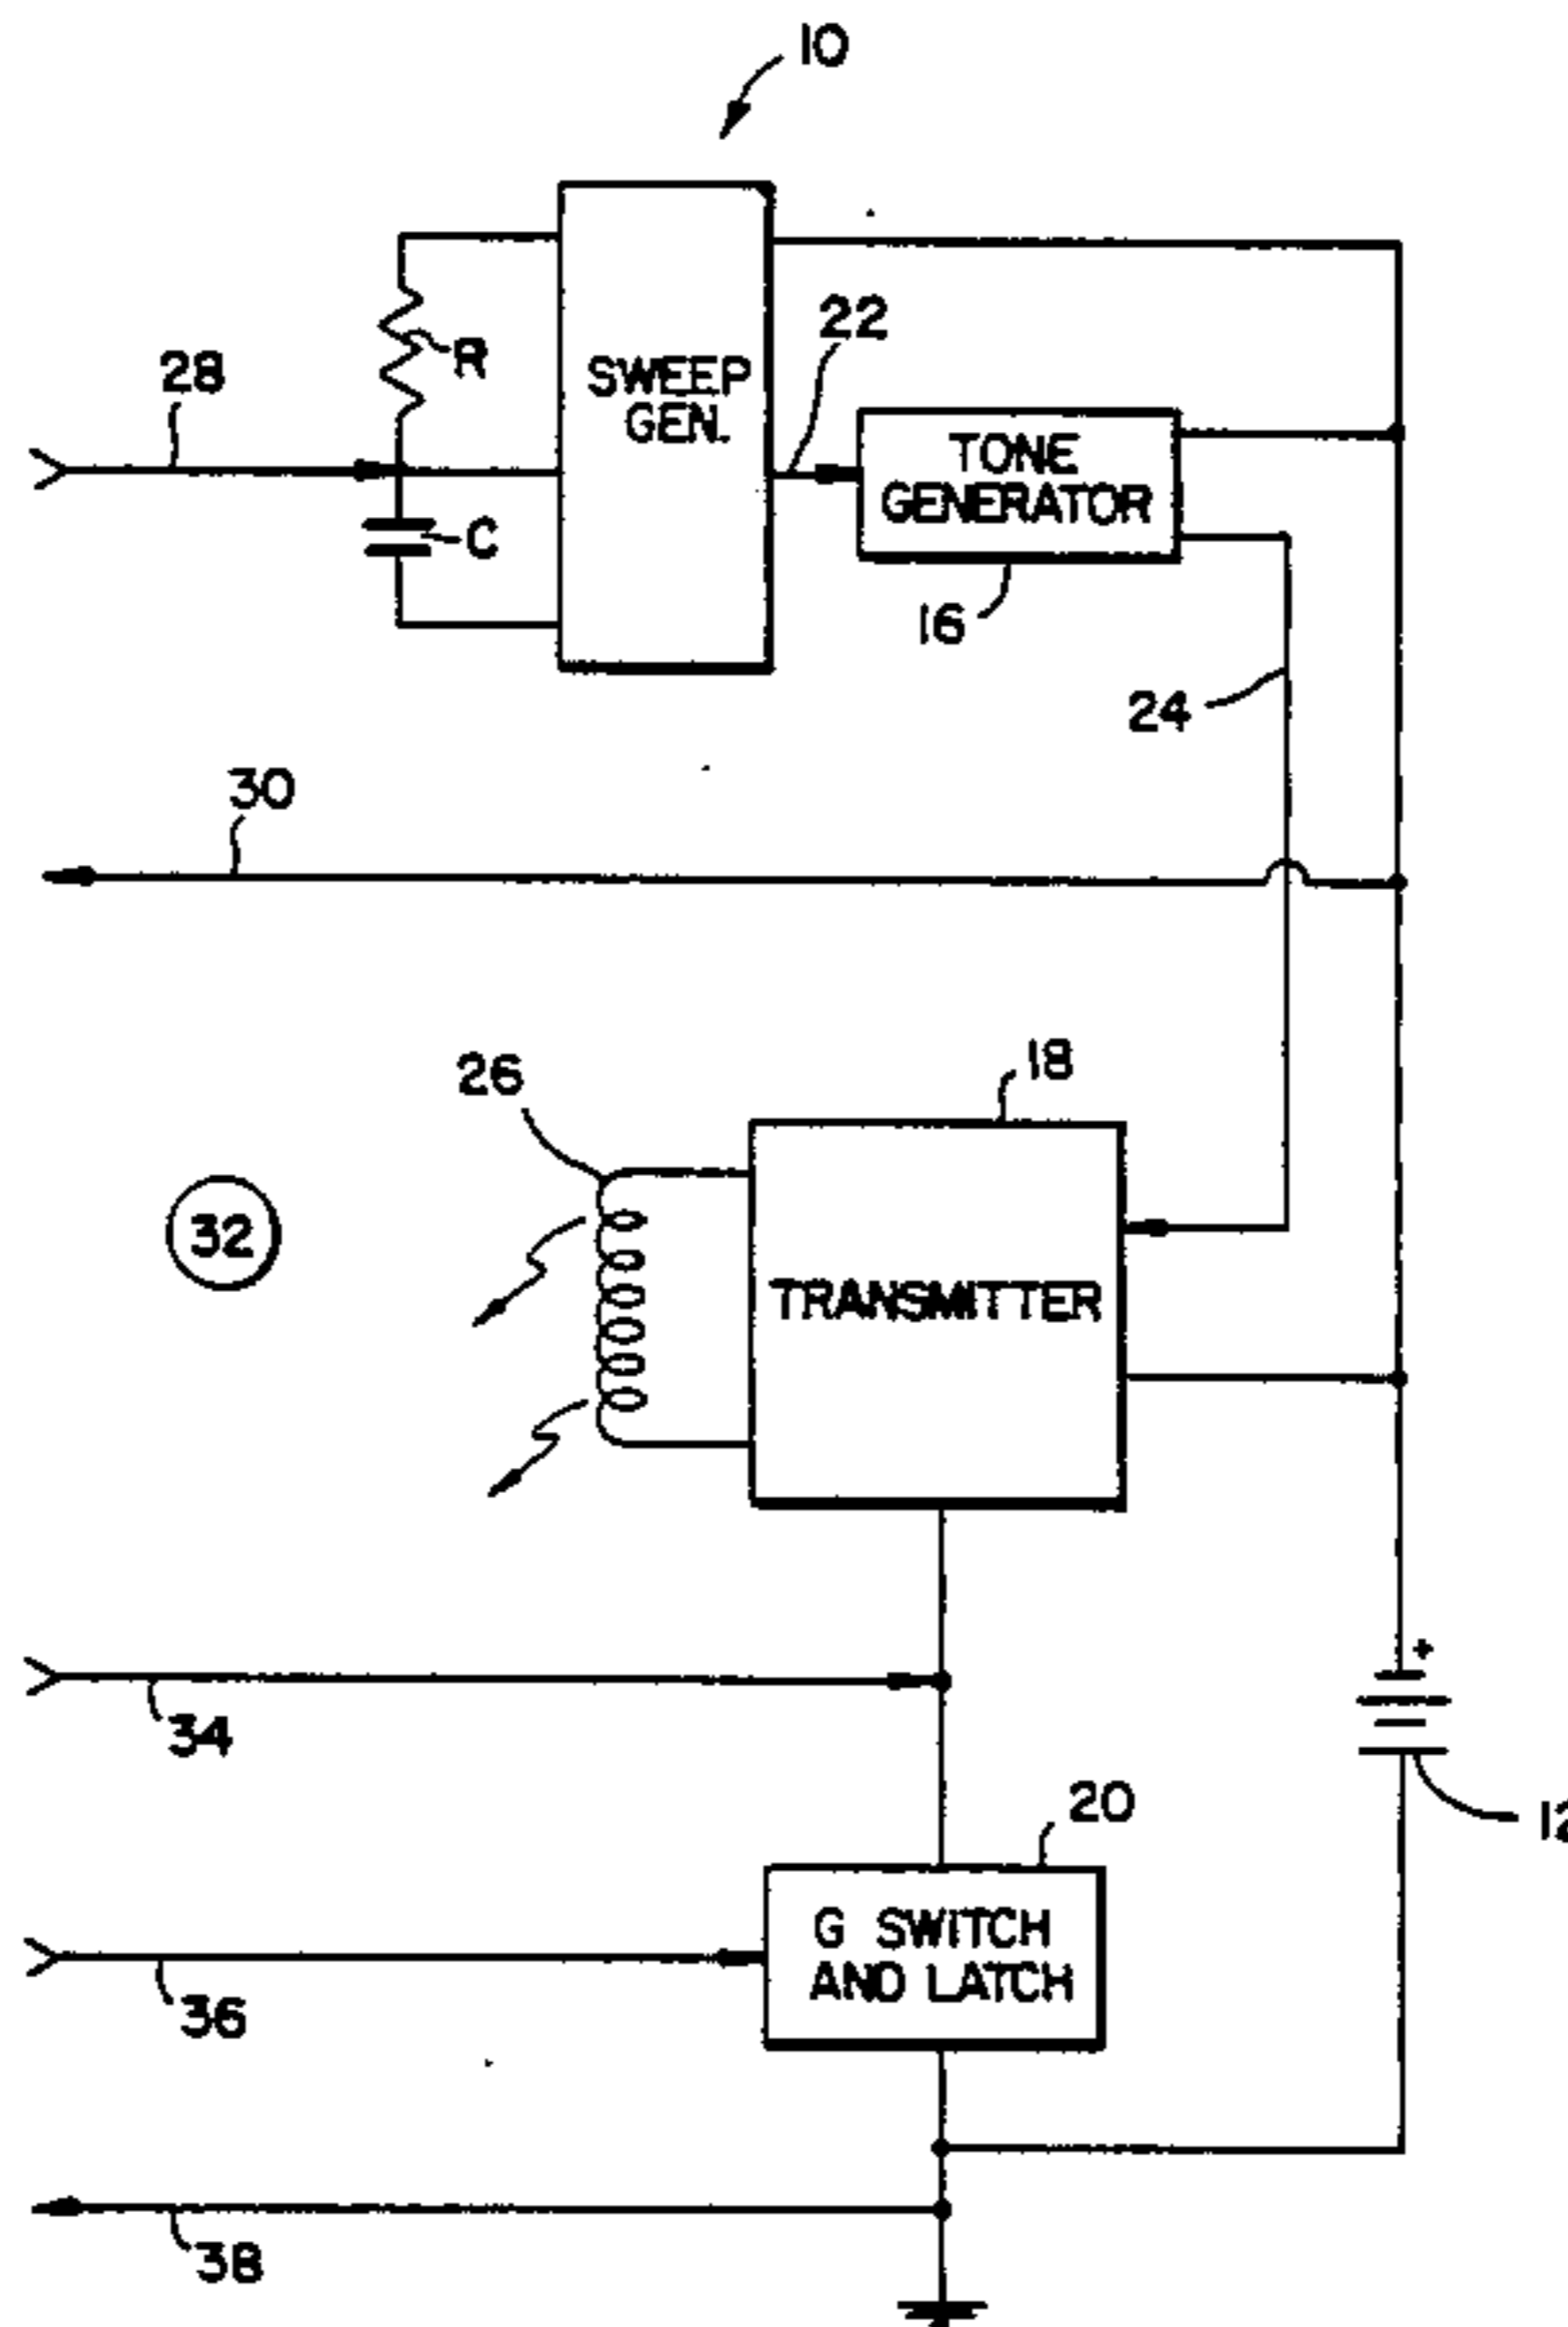 10
22
28
R
SWEEP
GEN.
TONE
GENERATOR
C
16
24
30
18
26
32
TRANSMITTER
+
34
20
12
G SWITCH
AND LATCH
36
38